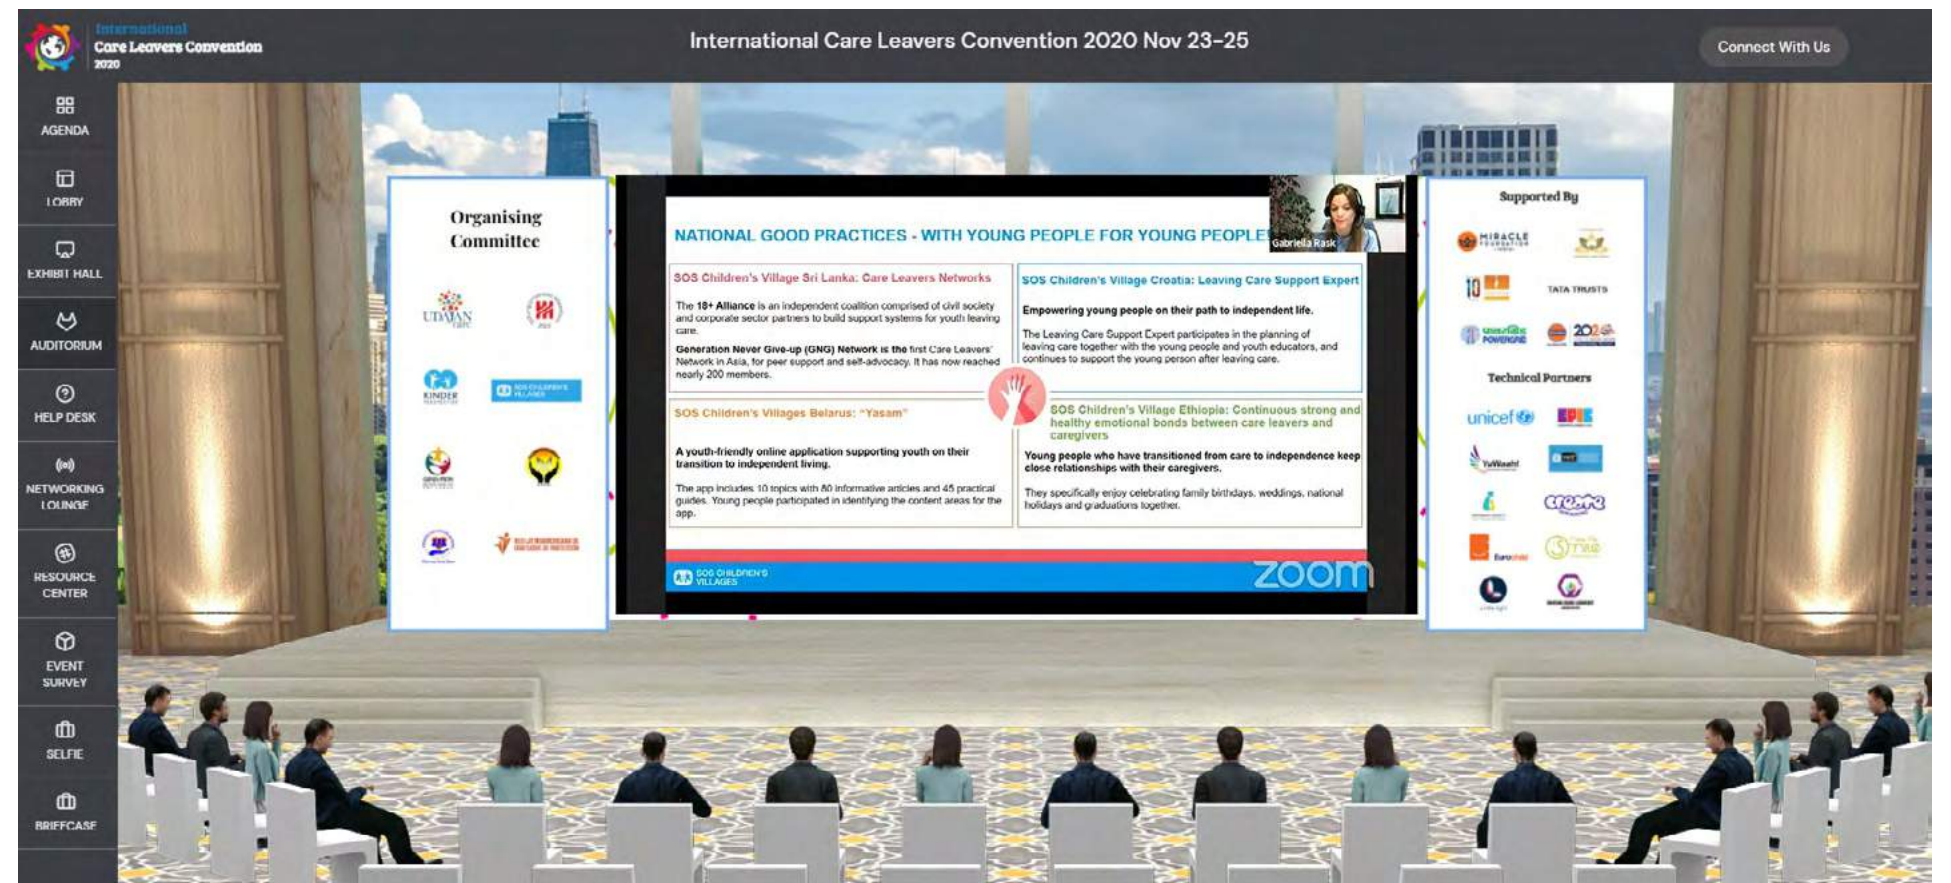 International
Care Leavers Convention
2020
International Care Leavers Convention 2020 Nov 23-25
Connect With Us
AGENDA
LOBBY
EXHIBIT HALL
AUDITORIUM
HELP DESK
NETWORKING
LOUNGE
RESOURCE
CENTER
EVENT
SURVEY
SELFIE
BRIEFCASE
Organising
Committee
UDAYAN
CARE
KINDER
SOS CHILDREN'S
VILLAGES
NATIONAL GOOD PRACTICES - WITH YOUNG PEOPLE FOR YOUNG PEOPLE
Gabriella Rask
SOS Children's Village Sri Lanka: Care Leavers Networks
The 18+ Alliance is an independent coalition comprised of civil society
and corporate sector partners to build support systems for youth leaving
care.
Generation Never Give-up (GNG) Network is the first Care Leavers'
Network in Asia, for peer support and self-advocacy. It has now reached
nearly 200 members.
SOS Children's Village Croatia: Leaving Care Support Expert
Empowering young people on their path to independent life.
The Leaving Care Support Expert participates in the planning of
leaving care together with the young people and youth educators, and
continues to support the young person after leaving care.
SOS Children's Villages Belarus: "Yasam"
A youth-friendly online application supporting youth on their
transition to independent living.
The app includes 10 topics with 80 informative articles and 45 practical
guides. Young people participated in identifying the content areas for the
app.
SOS Children's Village Ethiopia: Continuous strong and
healthy emotional bonds between care leavers and
caregivers
Young people who have transitioned from care to independence keep
close relationships with their caregivers.
They specifically enjoy celebrating family birthdays, weddings, national
holidays and graduations together.
SOS CHILDREN'S
VILLAGES
zoom
Supported By
MIRACLE
FOUNDATION
10
TATA TRUSTS
POWERGRID
Technical Partners
unicef
EPIC
YuWaah!
create
Eurochild